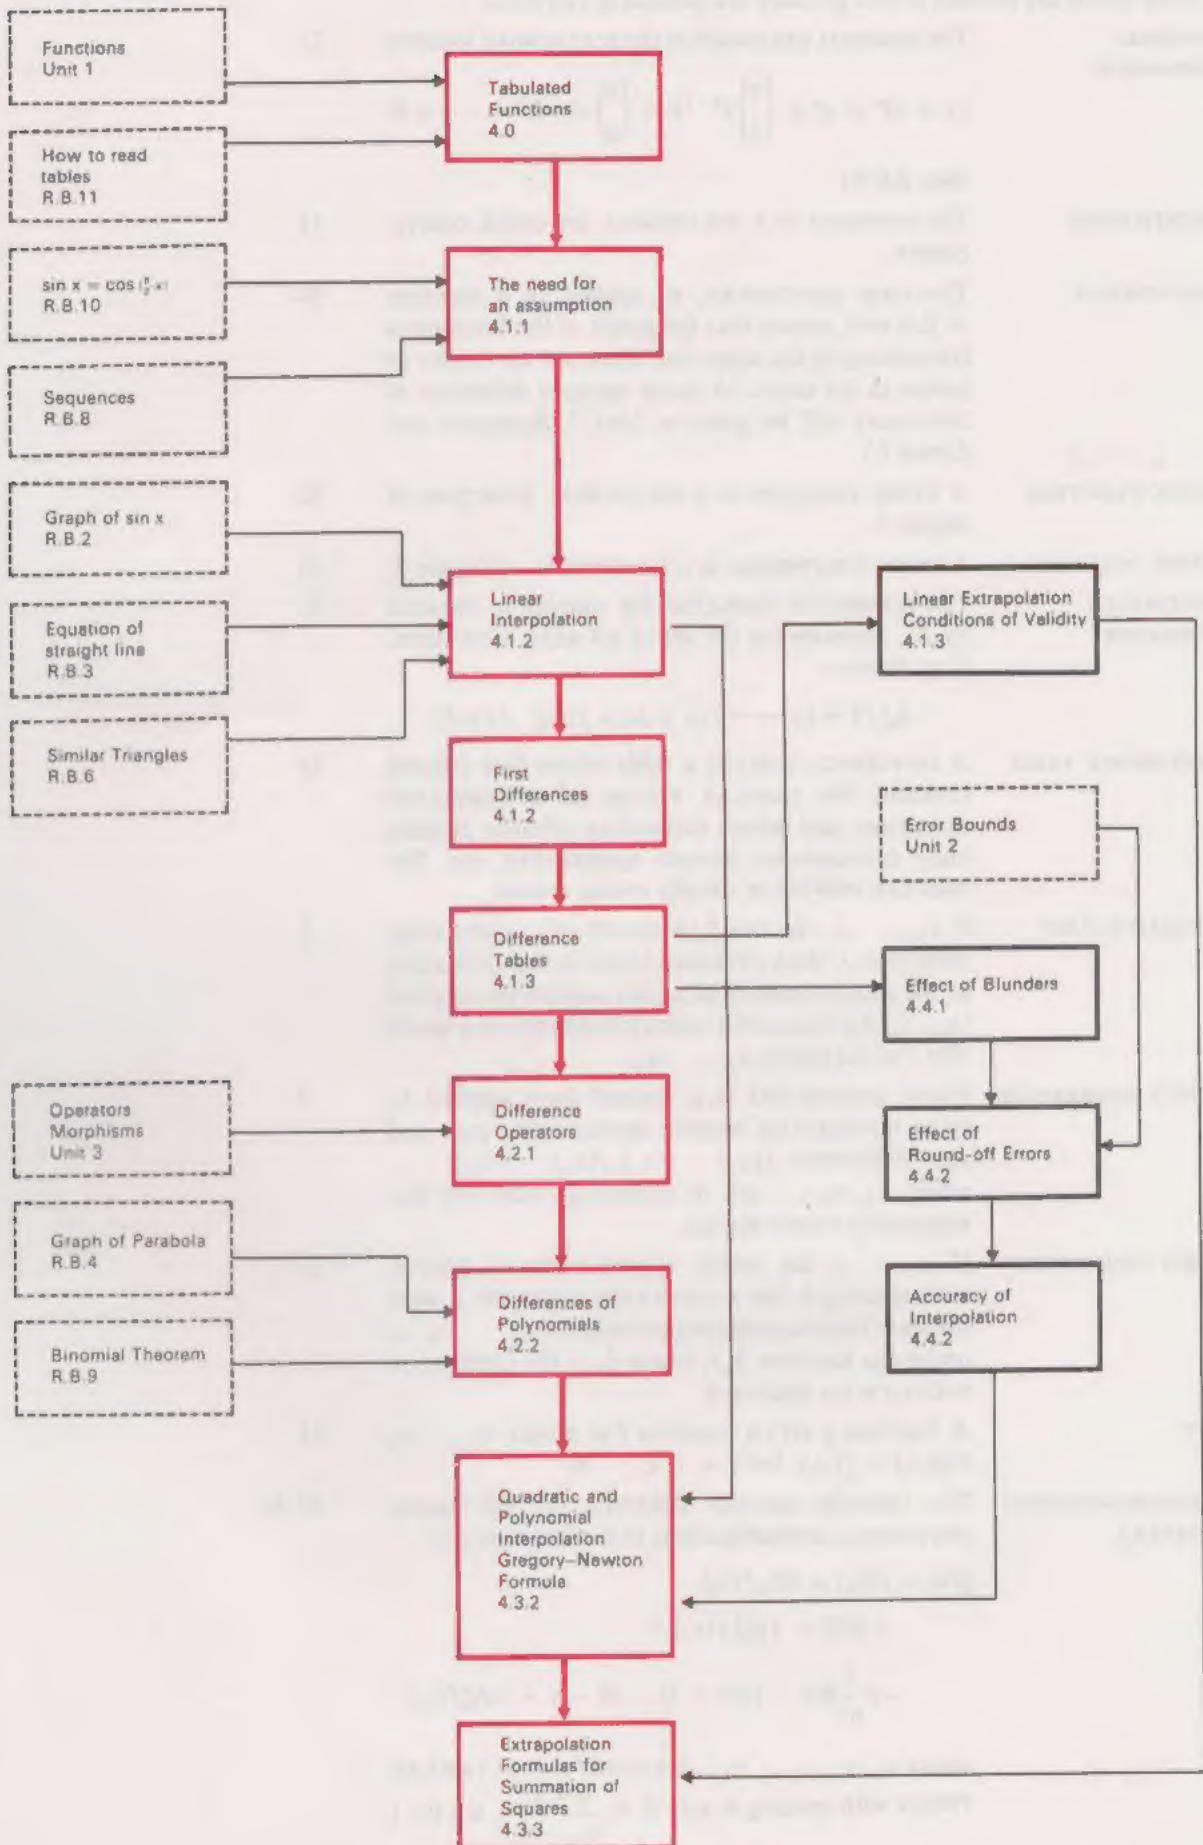 Functions
Unit 1
Tabulated
Functions
4.0
How to read
tables
R.B.11
sin x = cos (π/2-x)
R.B.10
The need for
an assumption
4.1.1
Sequences
R.B.8
Graph of sin x
R.B.2
Linear
Interpolation
4.1.2
Linear Extrapolation
Conditions of Validity
4.1.3
Equation of
straight line
R.B.3
Similar Triangles
R.B.6
First
Differences
4.1.2
Error Bounds
Unit 2
Difference
Tables
4.1.3
Effect of Blunders
4.4.1
Operators
Morphisms
Unit 3
Difference
Operators
4.2.1
Effect of
Round-off Errors
4.4.2
Graph of Parabola
R.B.4
Differences of
Polynomials
4.2.2
Accuracy of
Interpolation
4.4.2
Binomial Theorem
R.B.9
Quadratic and
Polynomial
Interpolation
Gregory–Newton
Formula
4.3.2
Extrapolation
Formulas for
Summation of
Squares
4.3.3